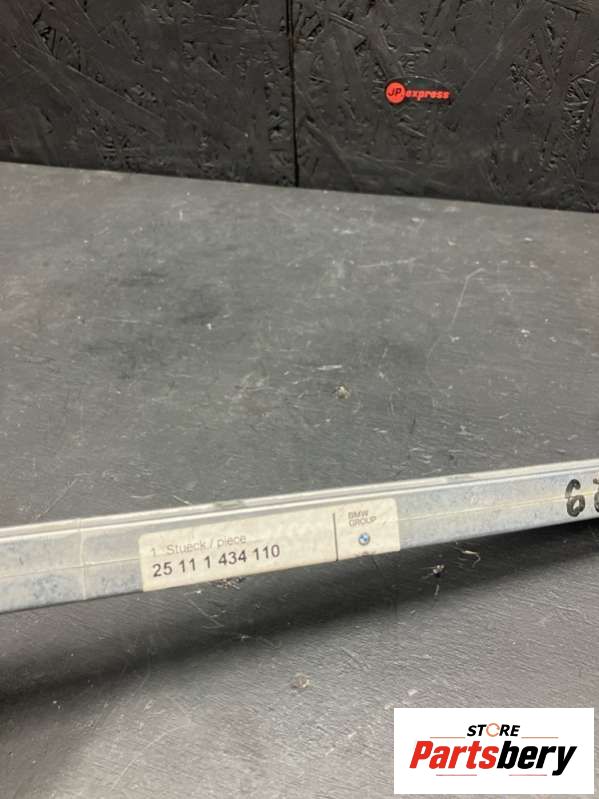 JP.express
1 Stueck / piece
25 11 1 434 110
BMW
GROUP
STORE
Partsbery